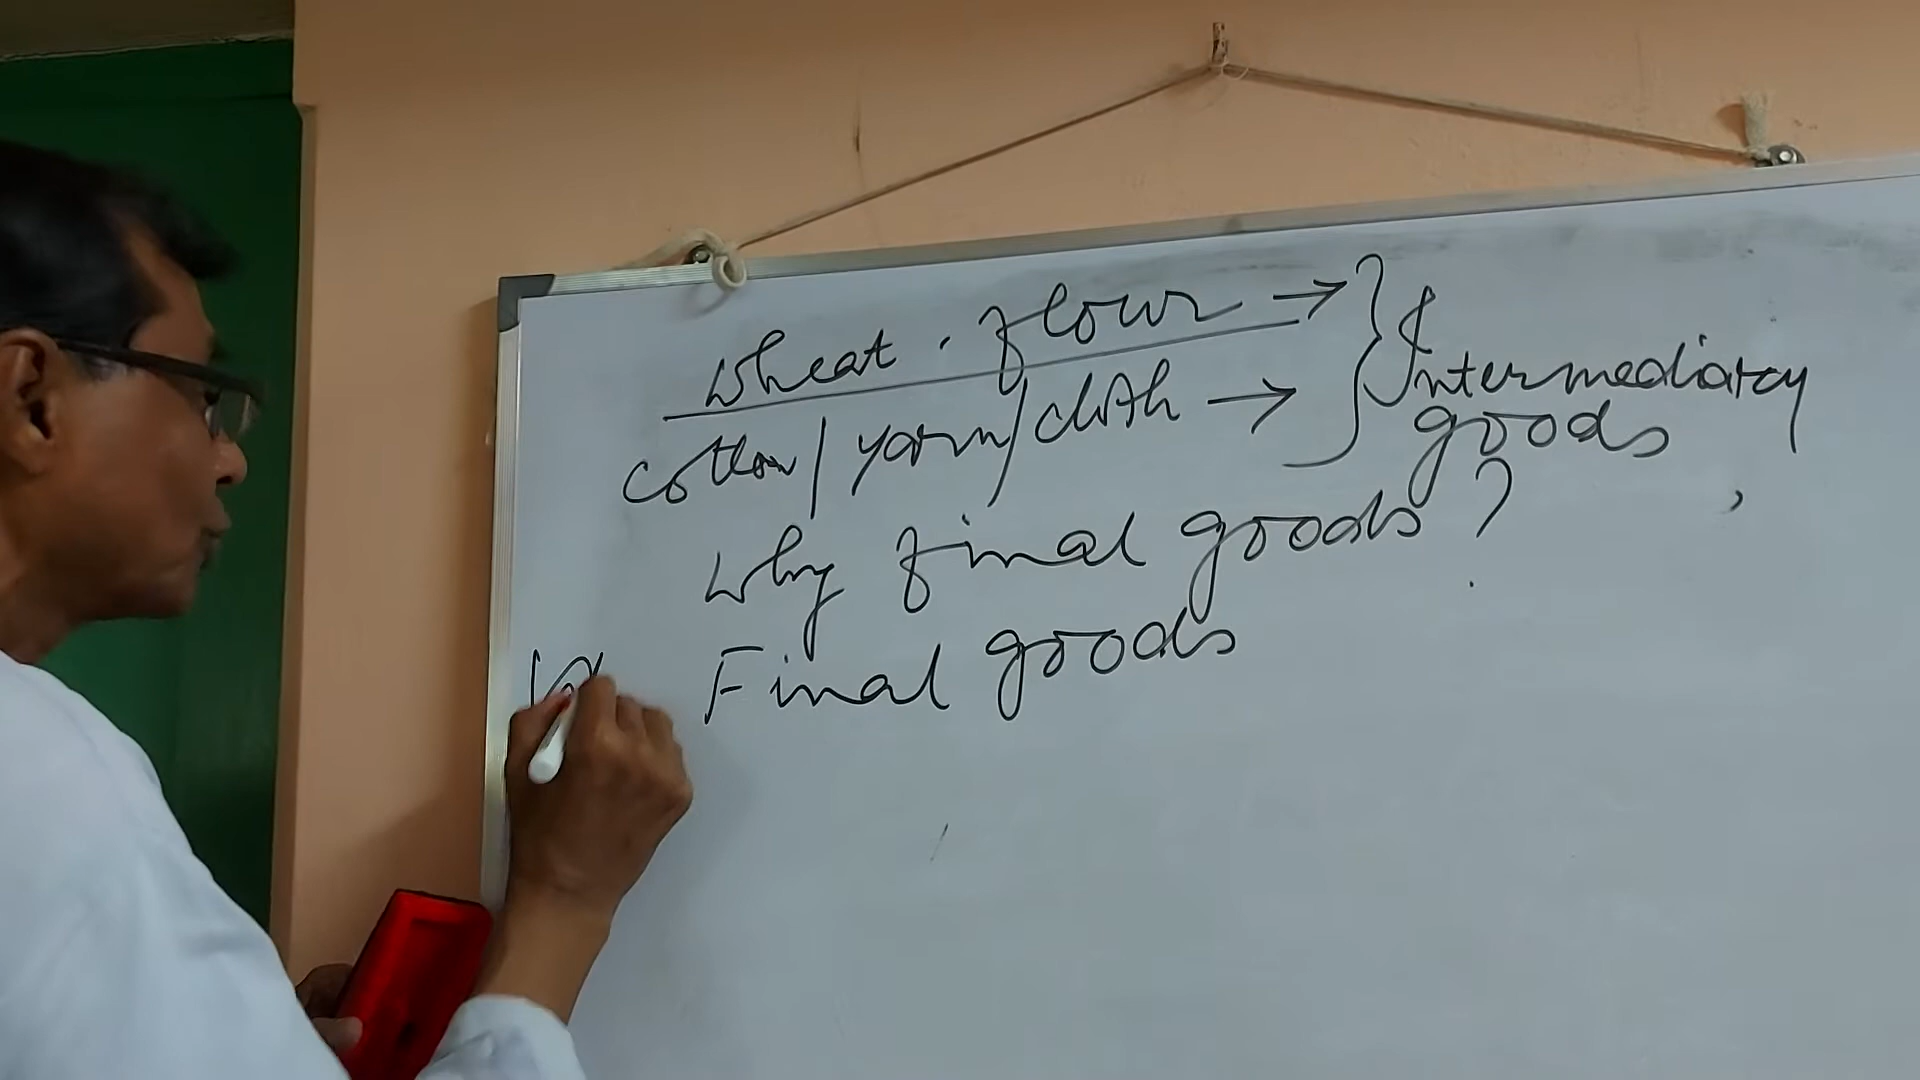 Wheat . flour →
cotton / yarn / cloth → } Intermediary
goods
Why final goods ?
Final goods